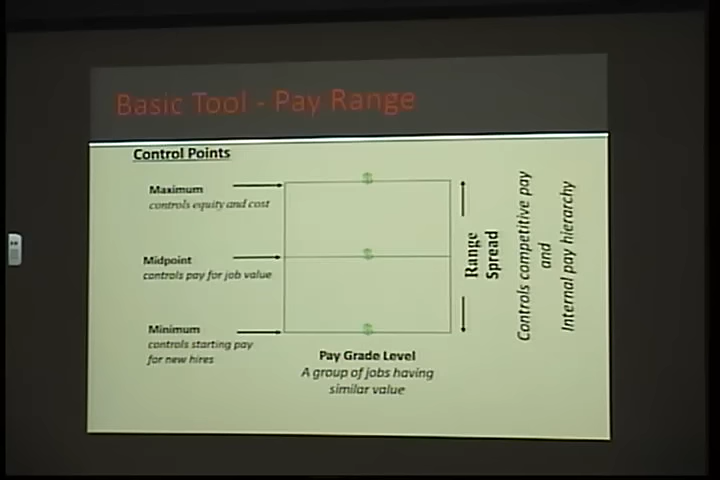 Basic Tool - Pay Range
Control Points
Maximum
controls equity and cost
Midpoint
controls pay for job value
Minimum
controls starting pay
for new hires
$
$
$
Pay Grade Level
A group of jobs having
similar value
Range
Spread
Controls competitive pay
and
Internal pay hierarchy